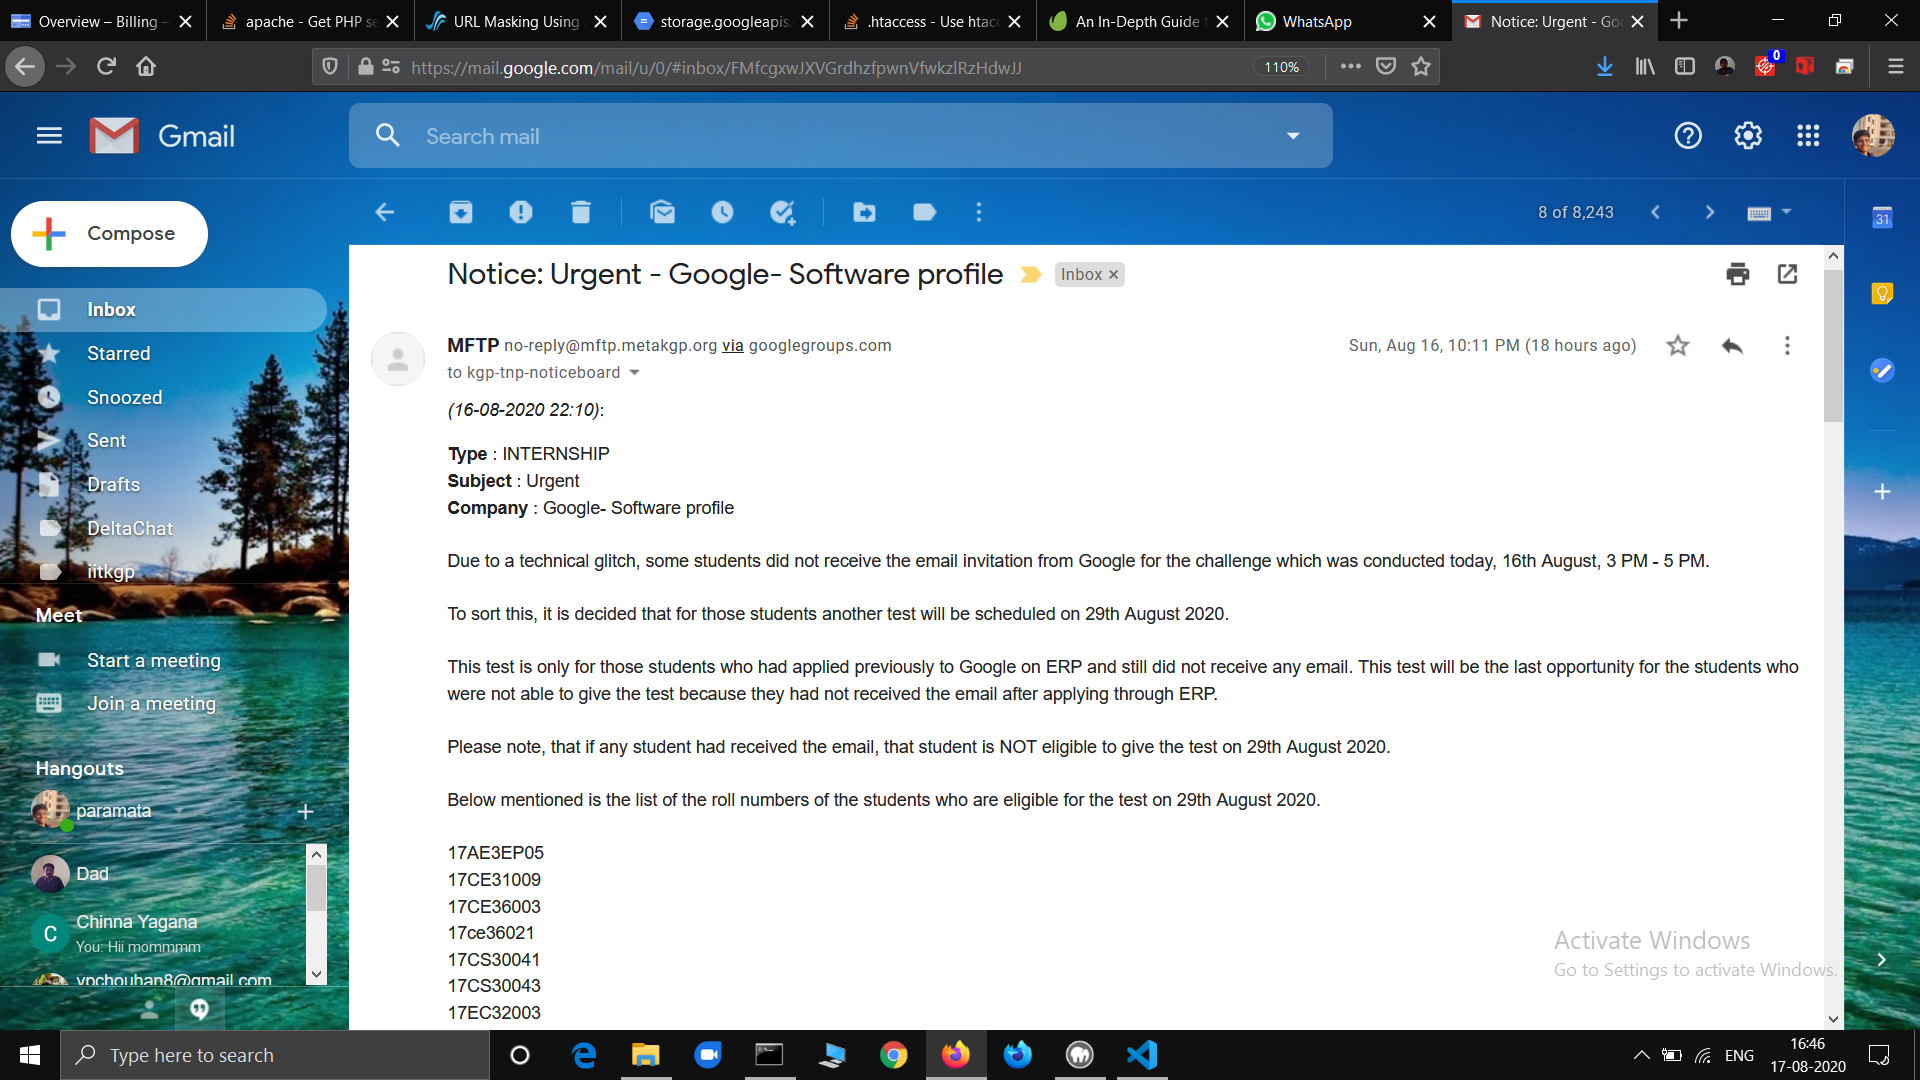 Overview – Billing –
apache - Get PHP se
URL Masking Using
storage.googleapis.
.htaccess - Use htacc
An In-Depth Guide t
WhatsApp
Notice: Urgent - Goo
https://mail.google.com/mail/u/0/#inbox/FMfcgxwJXVGrdhzfpwnVfwkzlRzHdwJJ
110%
0
Gmail
Search mail
Compose
8 of 8,243
31
Inbox
Starred
Snoozed
Sent
Drafts
DeltaChat
iitkgp
Meet
Start a meeting
Join a meeting
Hangouts
paramata
Dad
C
Chinna Yagana
You: Hii mommmm
vpchouhan8@gmail.com
Notice: Urgent - Google- Software profile
Inbox
MFTP no-reply@mftp.metakgp.org via googlegroups.com
Sun, Aug 16, 10:11 PM (18 hours ago)
to kgp-tnp-noticeboard
(16-08-2020 22:10):
Type : INTERNSHIP
Subject : Urgent
Company : Google- Software profile
Due to a technical glitch, some students did not receive the email invitation from Google for the challenge which was conducted today, 16th August, 3 PM - 5 PM.
To sort this, it is decided that for those students another test will be scheduled on 29th August 2020.
This test is only for those students who had applied previously to Google on ERP and still did not receive any email. This test will be the last opportunity for the students who
were not able to give the test because they had not received the email after applying through ERP.
Please note, that if any student had received the email, that student is NOT eligible to give the test on 29th August 2020.
Below mentioned is the list of the roll numbers of the students who are eligible for the test on 29th August 2020.
17AE3EP05
17CE31009
17CE36003
17ce36021
17CS30041
17CS30043
17EC32003
Activate Windows
Go to Settings to activate Windows.
Type here to search
ENG
16:46
17-08-2020